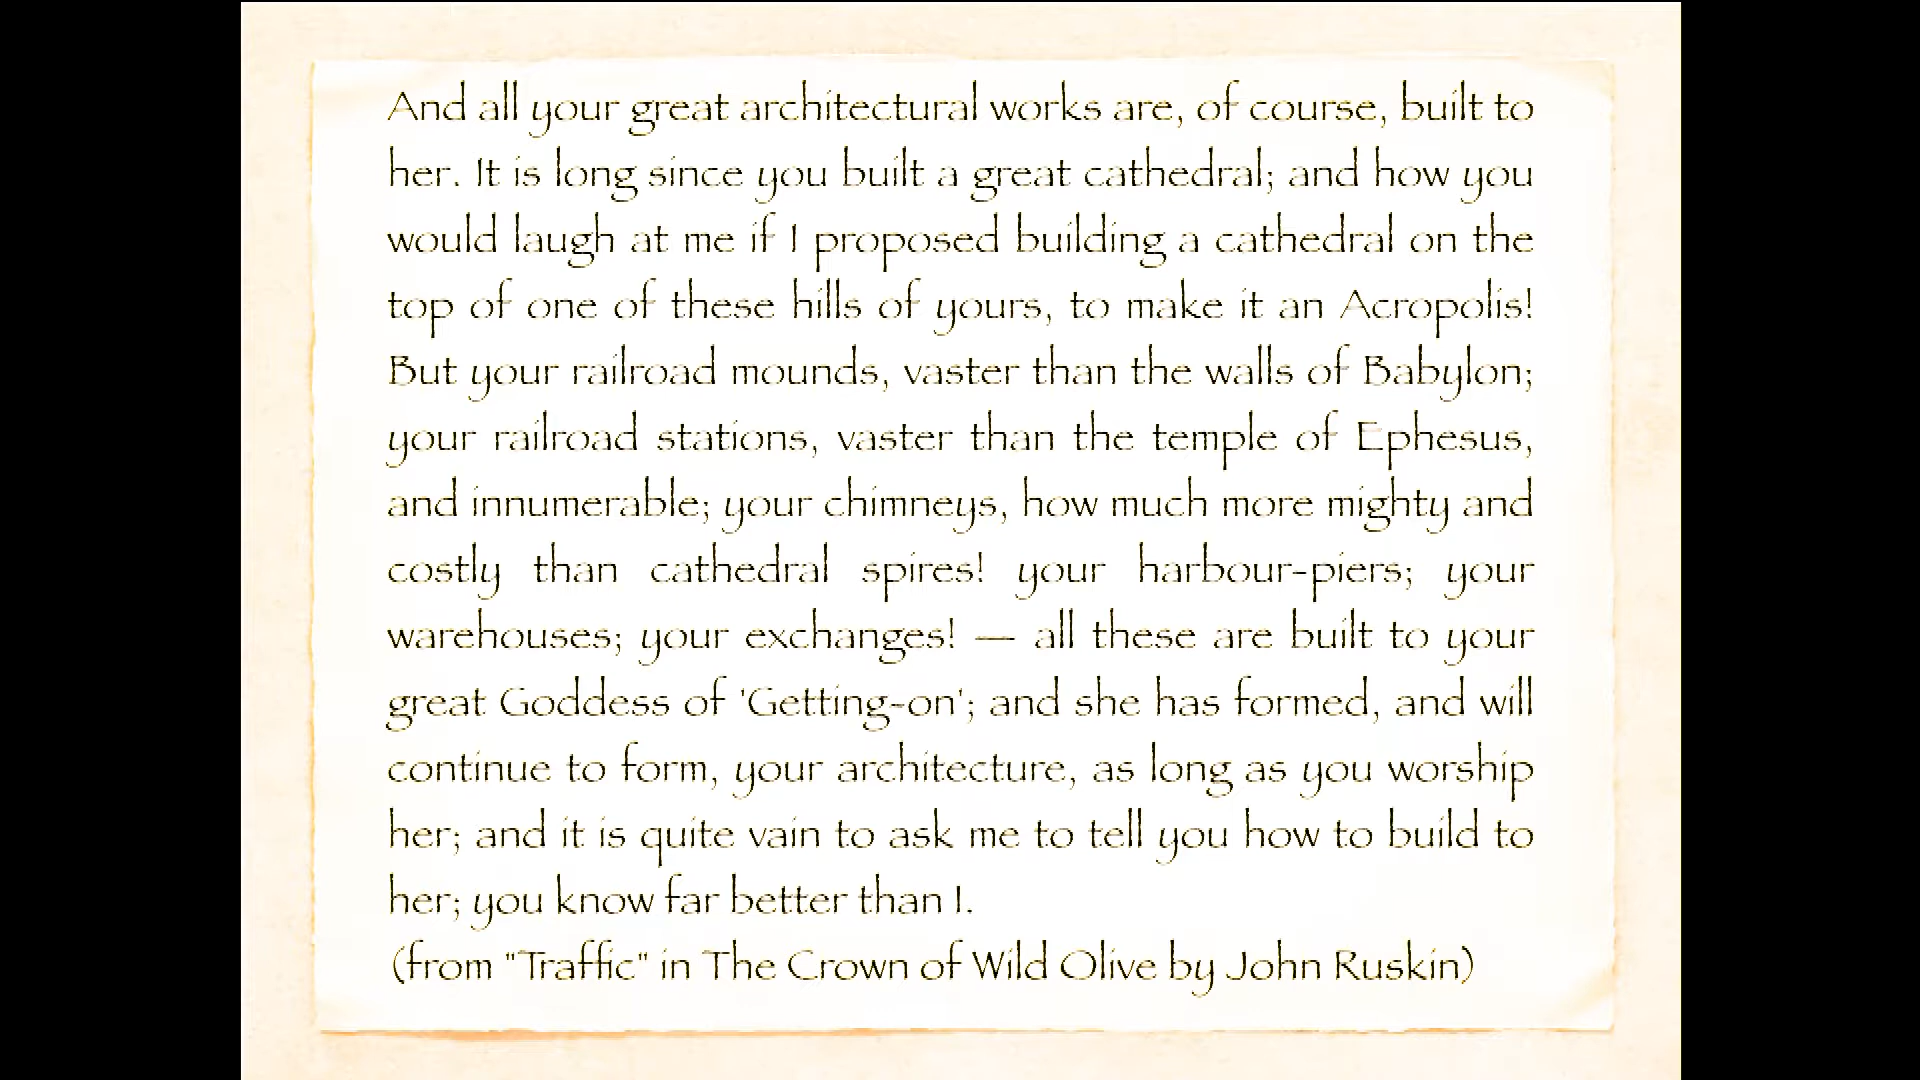 And all your great architectural works are, of course, built to
her. It is long since you built a great cathedral; and how you
would laugh at me if I proposed building a cathedral on the
top of one of these hills of yours, to make it an Acropolis!
But your railroad mounds, vaster than the walls of Babylon;
your railroad stations, vaster than the temple of Ephesus,
and innumerable; your chimneys, how much more mighty and
costly than cathedral spires! your harbour-piers; your
warehouses; your exchanges! — all these are built to your
great Goddess of 'Getting-on'; and she has formed, and will
continue to form, your architecture, as long as you worship
her; and it is quite vain to ask me to tell you how to build to
her; you know far better than I.
(from "Traffic" in The Crown of Wild Olive by John Ruskin)